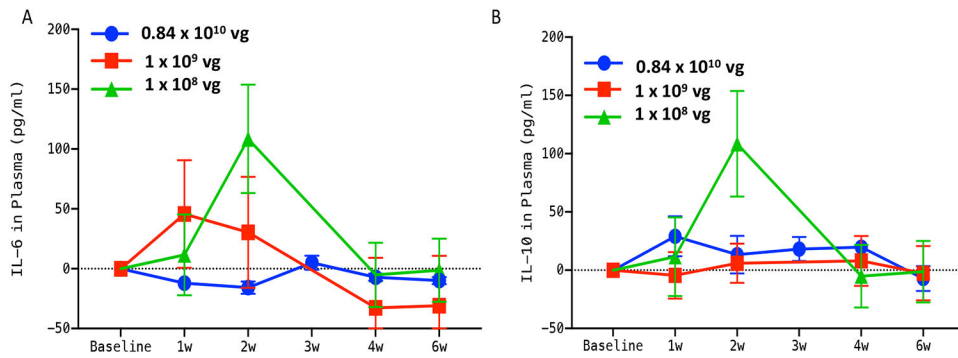 A
IL-6 in Plasma (pg/ml)
200
150
100
50
0
-50
0.84 x 10¹⁰ vg
1 x 10⁹ vg
1 x 10⁸ vg
Baseline 1w 2w 3w 4w 6w
B
IL-10 in Plasma (pg/ml)
200
150
100
50
0
-50
0.84 x 10¹⁰ vg
1 x 10⁹ vg
1 x 10⁸ vg
Baseline 1w 2w 3w 4w 6w